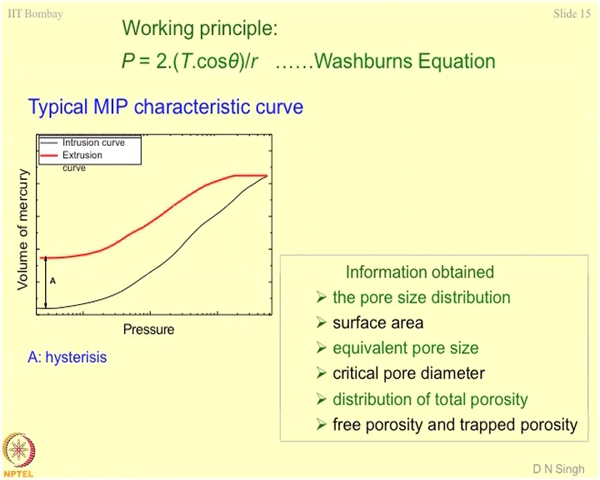 IIT Bombay
Slide 15
Working principle:
P = 2.(T.cosθ)/r ……Washburns Equation
Typical MIP characteristic curve
Intrusion curve
Extrusion
curve
Volume of mercury
A
Pressure
A: hysterisis
Information obtained
➢ the pore size distribution
➢ surface area
➢ equivalent pore size
➢ critical pore diameter
➢ distribution of total porosity
➢ free porosity and trapped porosity
NPTEL
D N Singh